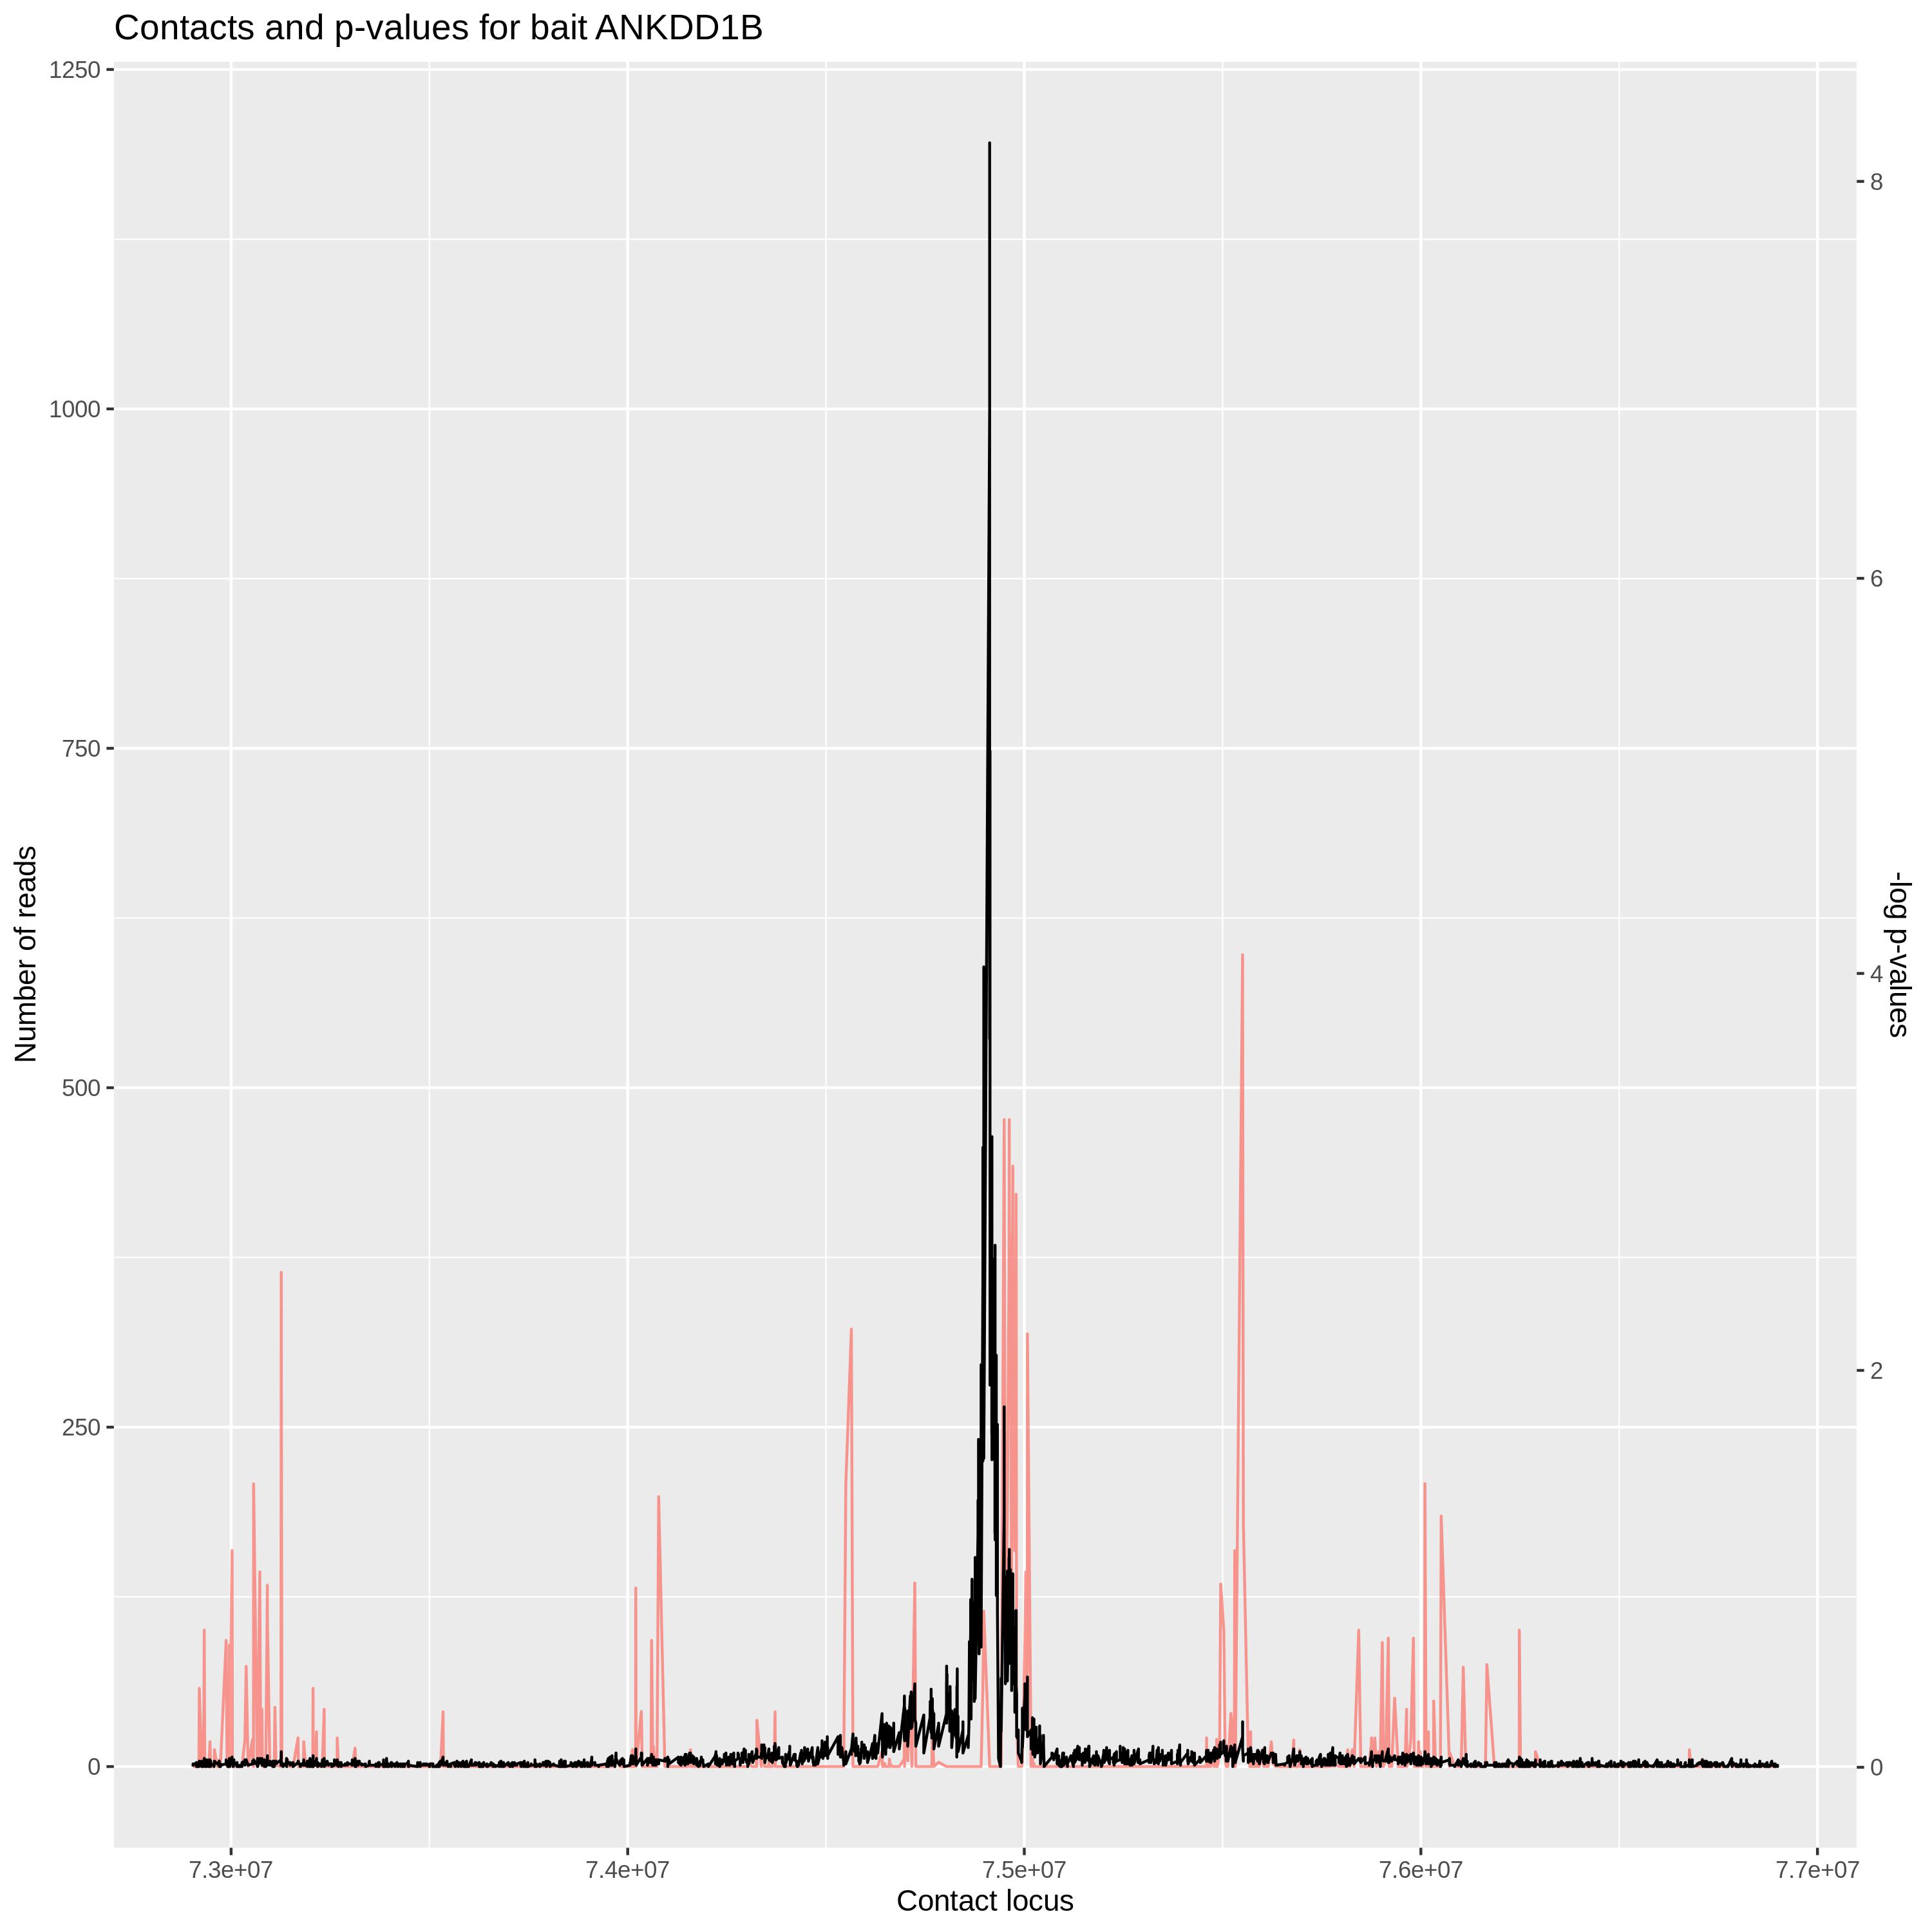 Contacts and p-values for bait ANKDD1B
1250
1000
750
500
250
0
Number of reads
8
6
4
2
0
-log p-values
7.3e+07
7.4e+07
7.5e+07
7.6e+07
7.7e+07
Contact locus